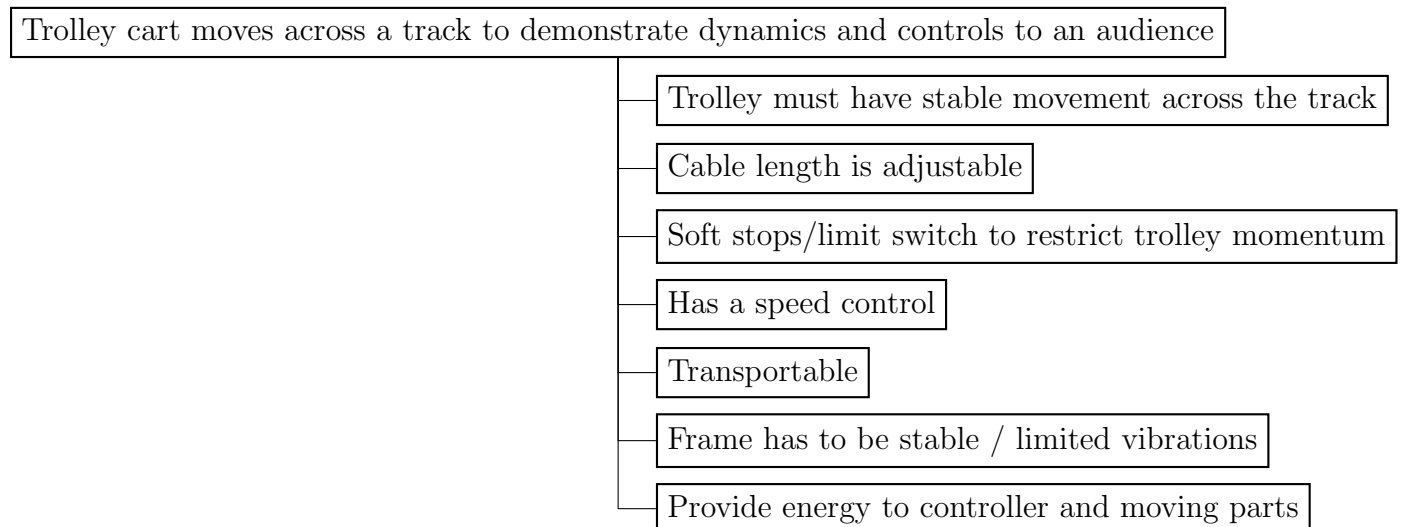 Trolley cart moves across a track to demonstrate dynamics and controls to an audience
Trolley must have stable movement across the track
Cable length is adjustable
Soft stops/limit switch to restrict trolley momentum
Has a speed control
Transportable
Frame has to be stable / limited vibrations
Provide energy to controller and moving parts